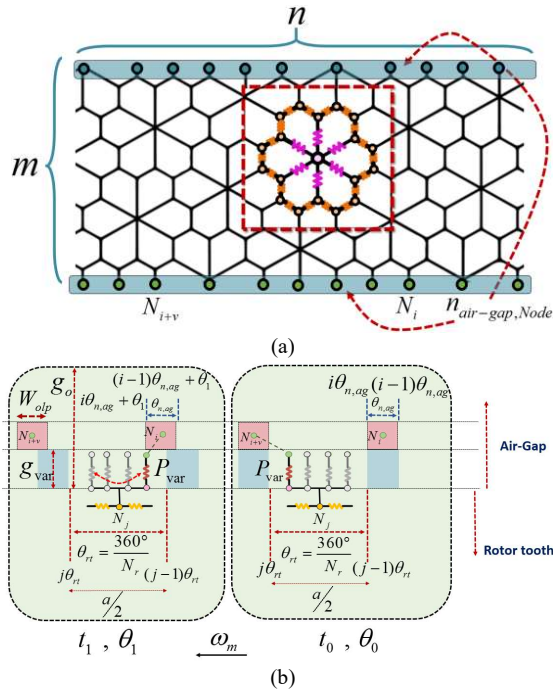 n
m
N_{i+v}
N_i
n_{air-gap,Node}
(a)
g_o
(i-1)θ_{n,ag} + θ_1
W_{olp}
iθ_{n,ag} + θ_1
θ_{n,ag}
N_{i+v}
N_i
g_{var}
P_{var}
N_j
θ_{rt} = 360° / N_r
jθ_{rt}
(j-1)θ_{rt}
a/2
t_1 , θ_1
iθ_{n,ag}
(i-1)θ_{n,ag}
θ_{n,ag}
N_{i+v}
N_i
P_{var}
N_j
θ_{rt} = 360° / N_r
jθ_{rt}
(j-1)θ_{rt}
a/2
t_0 , θ_0
Air-Gap
Rotor tooth
ω_m
(b)